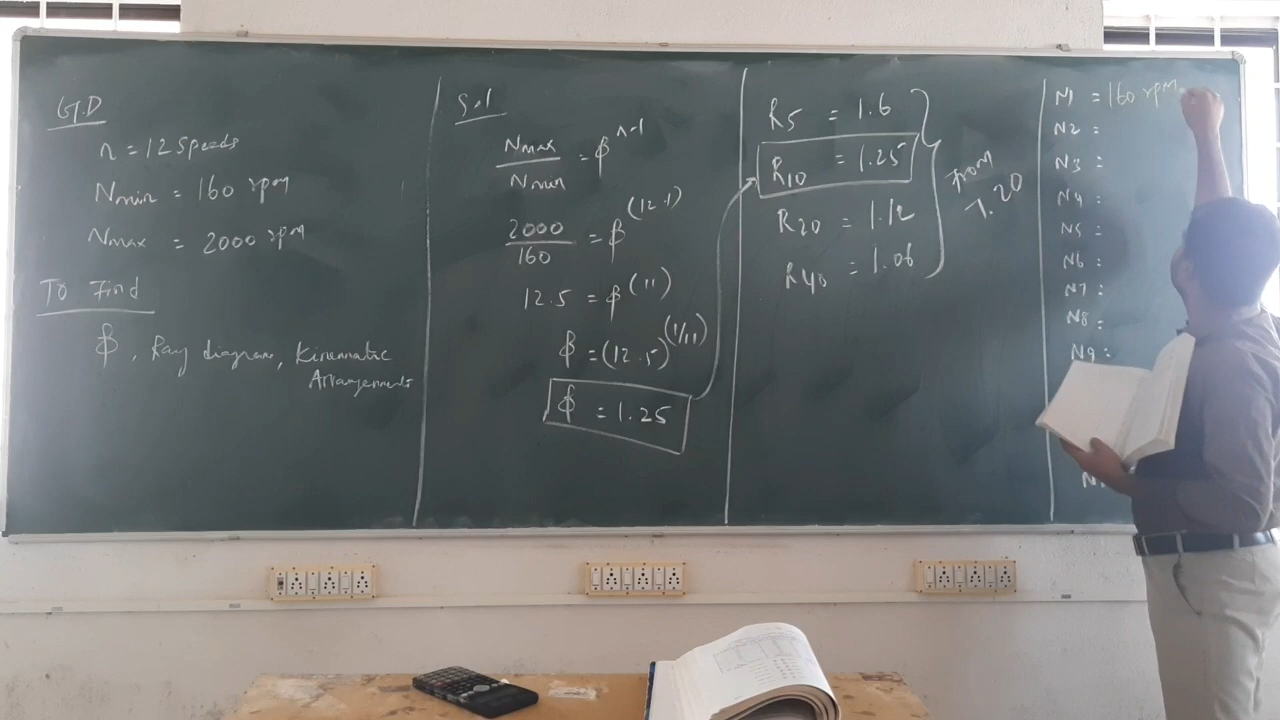 G.D
n = 12 Speeds
Nmin = 160 rpm
Nmax = 2000 rpm
To Find
ϕ, Ray diagram, Kinematic
Arrangements
Sol
Nmax / Nmin = ϕ^n-1
2000 / 160 = ϕ^(12-1)
12.5 = ϕ^(11)
ϕ = (12.5)^(1/11)
ϕ = 1.25
R5 = 1.6
R10 = 1.25
R20 = 1.12
R40 = 1.06
From
7.20
N1 = 160 rpm
N2 =
N3 =
N4 =
N5 =
N6 =
N7 =
N8 =
N9 =